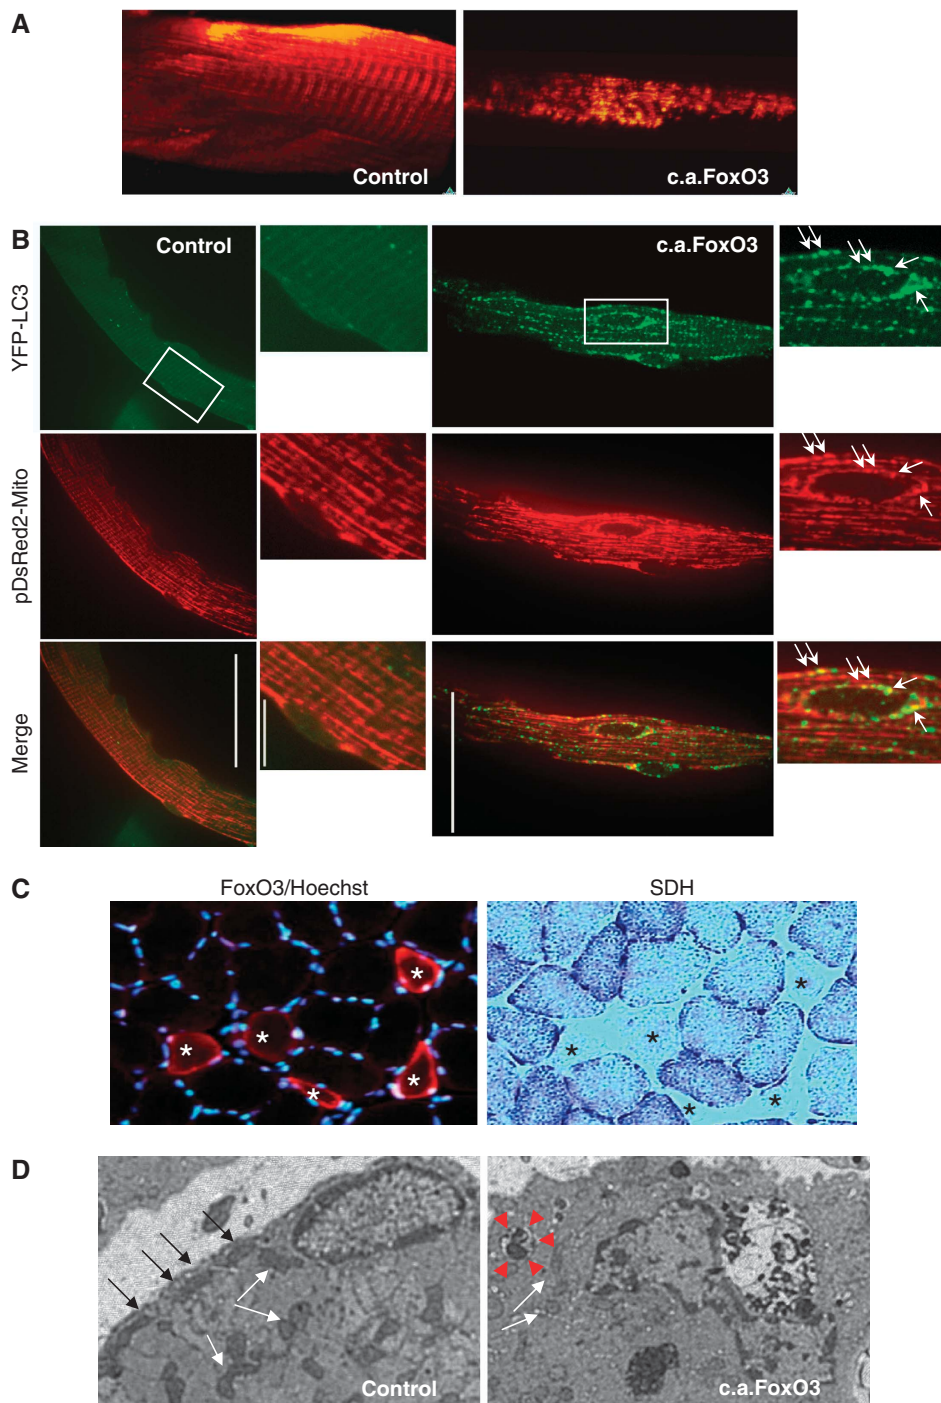 A
Control
c.a.FoxO3
B
Control
c.a.FoxO3
YFP-LC3
pDsRed2-Mito
Merge
C
FoxO3/Hoechst
SDH
*
*
*
*
*
*
*
*
*
*
D
Control
c.a.FoxO3